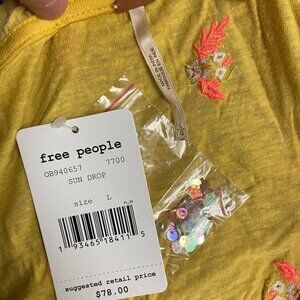 free people
OB940657 7700
SUN DROP
size L
1 93465 18411 5
suggested retail price
$78.00